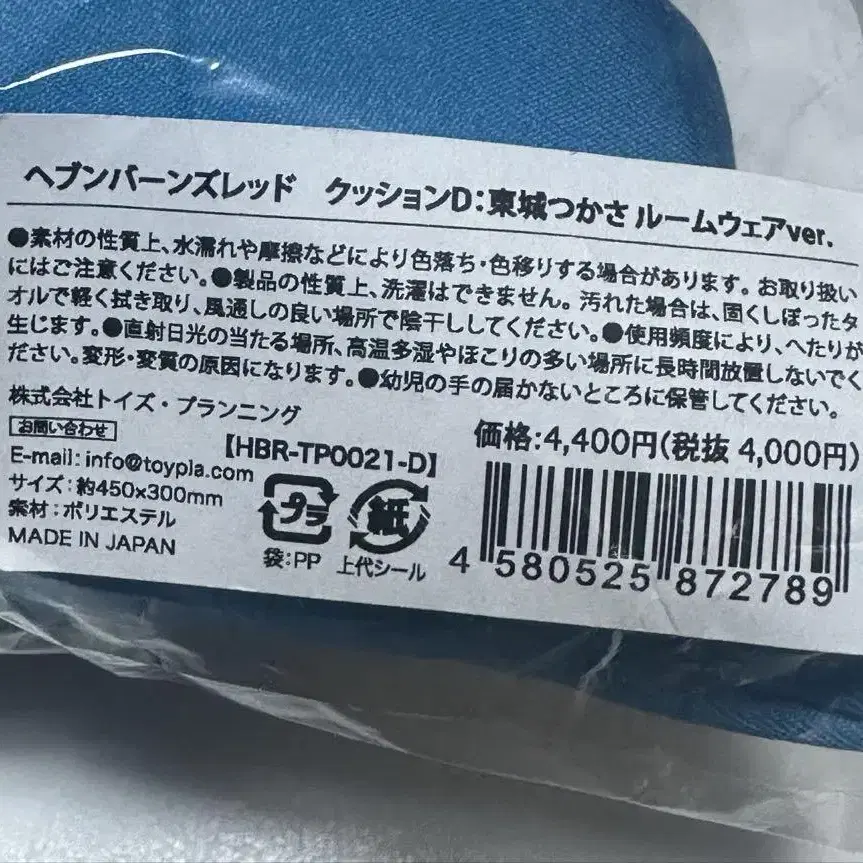 ヘブンバーンズレッド　クッションD：東城つかさ ルームウェアver.
●素材の性質上、水濡れや摩擦などにより色落ち・色移りする場合があります。お取り扱い
にはご注意ください。●製品の性質上、洗濯はできません。汚れた場合は、固くしぼったタ
オルで軽く拭き取り、風通しの良い場所で陰干ししてください。●使用頻度により、へたりが
生じます。●直射日光の当たる場所、高温多湿やほこりの多い場所に長時間放置しないでく
ださい。変形・変質の原因になります。●幼児の手の届かないところに保管してください。
株式会社トイズ・プランニング
お問い合わせ
E-mail: info@toypla.com
サイズ：約450x300mm
素材：ポリエステル
MADE IN JAPAN
【HBR-TP0021-D】
プラ
紙
袋：PP 上代シール
価格：4,400円（税抜 4,000円）
4 580525 872789